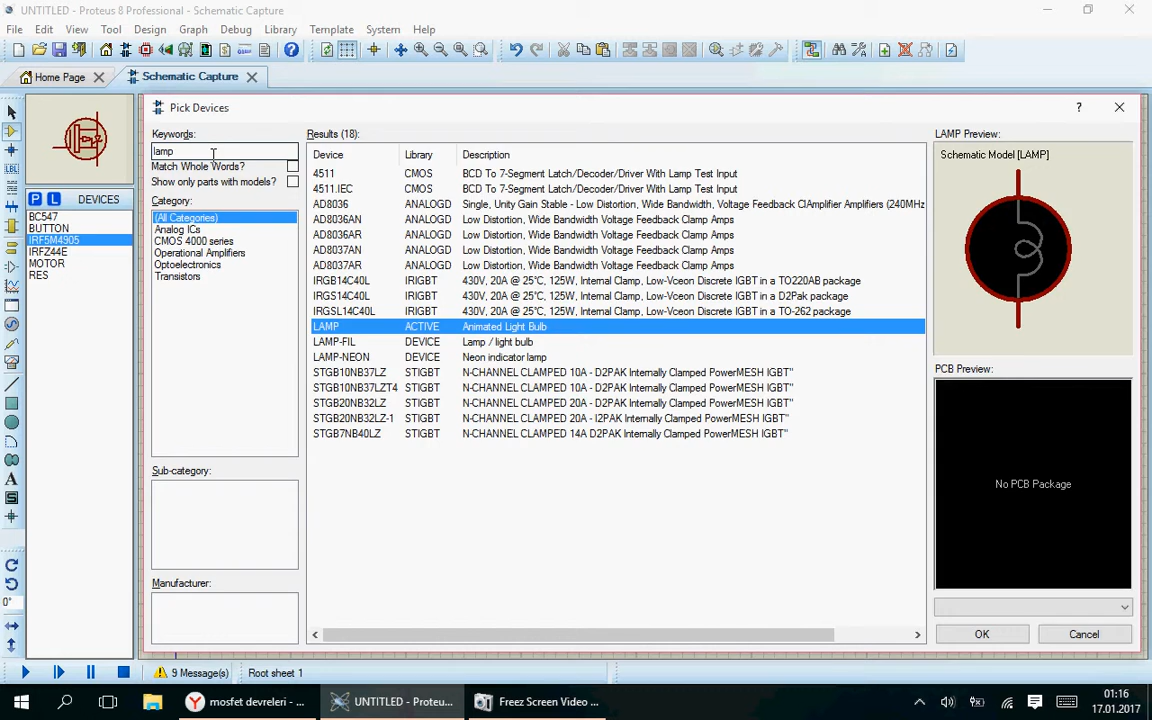 UNTITLED - Proteus 8 Professional - Schematic Capture
File Edit View Tool Design Graph Debug Library Template System Help
Home Page
Schematic Capture
Pick Devices
Keywords:
lamp
Match Whole Words?
Show only parts with models?
Category:
(All Categories)
Analog ICs
CMOS 4000 series
Operational Amplifiers
Optoelectronics
Transistors
Sub-category:
Manufacturer:
LBL
P L DEVICES
BC547
BUTTON
IRF5M4905
IRFZ44E
MOTOR
RES
A
S
0°
Results (18):
Device Library Description
4511 CMOS BCD To 7-Segment Latch/Decoder/Driver With Lamp Test Input
4511.IEC CMOS BCD To 7-Segment Latch/Decoder/Driver With Lamp Test Input
AD8036 ANALOGD Single, Unity Gain Stable - Low Distortion, Wide Bandwidth Voltage Feedback ClAmplifier Amplifiers (240MHz
AD8036AN ANALOGD Low Distortion, Wide Bandwidth Voltage Feedback Clamp Amps
AD8036AR ANALOGD Low Distortion, Wide Bandwidth Voltage Feedback Clamp Amps
AD8037AN ANALOGD Low Distortion, Wide Bandwidth Voltage Feedback Clamp Amps
AD8037AR ANALOGD Low Distortion, Wide Bandwidth Voltage Feedback Clamp Amps
IRGB14C40L IRIGBT 430V, 20A @ 25°C, 125W, Internal Clamp, Low-Vceon Discrete IGBT in a TO220AB package
IRGS14C40L IRIGBT 430V, 20A @ 25°C, 125W, Internal Clamp, Low-Vceon Discrete IGBT in a D2Pak package
IRGSL14C40L IRIGBT 430V, 20A @ 25°C, 125W, Internal Clamp, Low-Vceon Discrete IGBT in a TO-262 package
LAMP ACTIVE Animated Light Bulb
LAMP-FIL DEVICE Lamp / light bulb
LAMP-NEON DEVICE Neon indicator lamp
STGB10NB37LZ STIGBT N-CHANNEL CLAMPED 10A - D2PAK Internally Clamped PowerMESH IGBT"
STGB10NB37LZT4 STIGBT N-CHANNEL CLAMPED 10A - D2PAK Internally Clamped PowerMESH IGBT"
STGB20NB32LZ STIGBT N-CHANNEL CLAMPED 20A - D2PAK Internally Clamped PowerMESH IGBT"
STGB20NB32LZ-1 STIGBT N-CHANNEL CLAMPED 20A - I2PAK Internally Clamped PowerMESH IGBT"
STGB7NB40LZ STIGBT N-CHANNEL CLAMPED 14A D2PAK Internally Clamped PowerMESH IGBT"
LAMP Preview:
Schematic Model [LAMP]
PCB Preview:
No PCB Package
OK Cancel
9 Message(s) Root sheet 1
mosfet devreleri - ...
UNTITLED - Proteu...
Freez Screen Video ...
01:16
17.01.2017